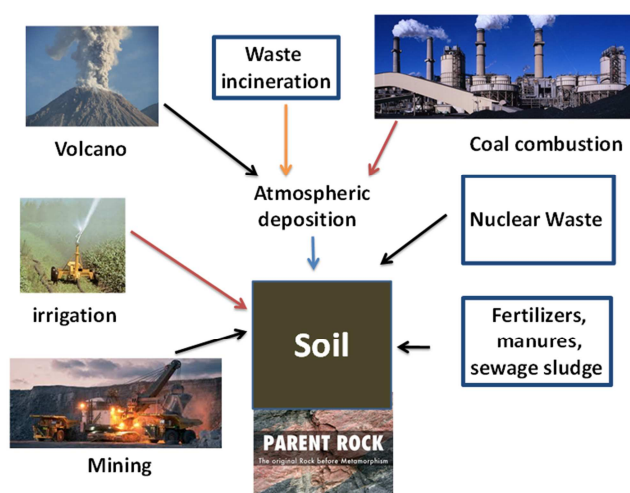 Waste
incineration
Volcano
Coal combustion
Atmospheric
deposition
Nuclear Waste
irrigation
Soil
Fertilizers,
manures,
sewage sludge
Mining
PARENT ROCK
The original Rock before Metamorphism